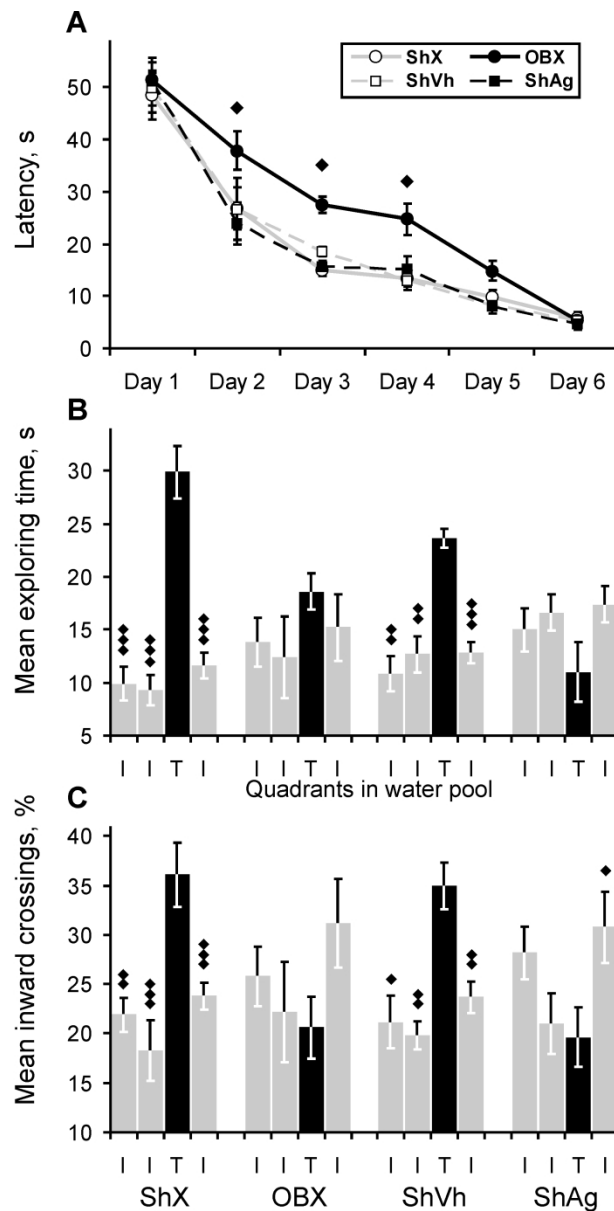 A
Latency, s
50
40
30
20
10
0
ShX OBX
ShVh ShAg
Day 1 Day 2 Day 3 Day 4 Day 5 Day 6
B
Mean exploring time, s
30
25
20
15
10
5
I I T I I I T I I I T I I I T I
Quadrants in water pool
C
Mean inward crossings, %
40
35
30
25
20
15
10
I I T I I I T I I I T I I I T I
ShX OBX ShVh ShAg